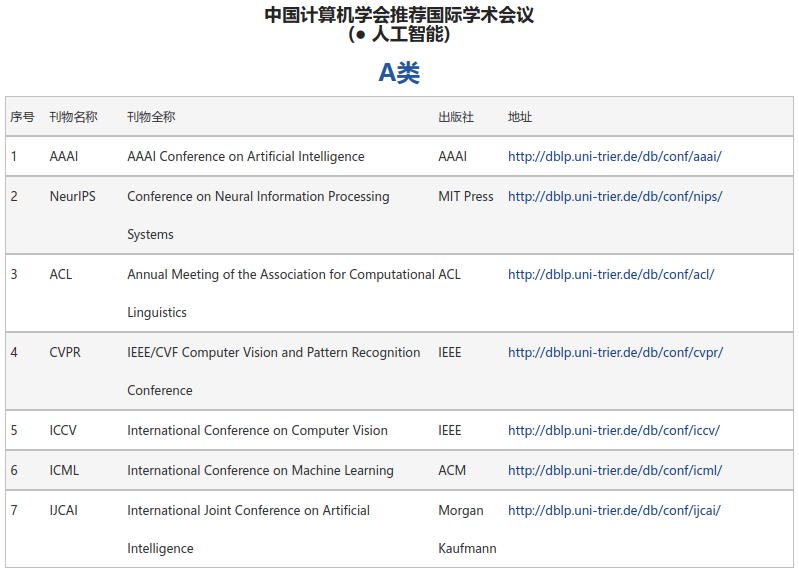 中国计算机学会推荐国际学术会议
(● 人工智能)
A类
序号 刊物名称 刊物全称 出版社 地址
1 AAAI AAAI Conference on Artificial Intelligence AAAI http://dblp.uni-trier.de/db/conf/aaai/
2 NeurIPS Conference on Neural Information Processing MIT Press http://dblp.uni-trier.de/db/conf/nips/
Systems
3 ACL Annual Meeting of the Association for Computational ACL http://dblp.uni-trier.de/db/conf/acl/
Linguistics
4 CVPR IEEE/CVF Computer Vision and Pattern Recognition IEEE http://dblp.uni-trier.de/db/conf/cvpr/
Conference
5 ICCV International Conference on Computer Vision IEEE http://dblp.uni-trier.de/db/conf/iccv/
6 ICML International Conference on Machine Learning ACM http://dblp.uni-trier.de/db/conf/icml/
7 IJCAI International Joint Conference on Artificial Morgan http://dblp.uni-trier.de/db/conf/ijcai/
Intelligence Kaufmann